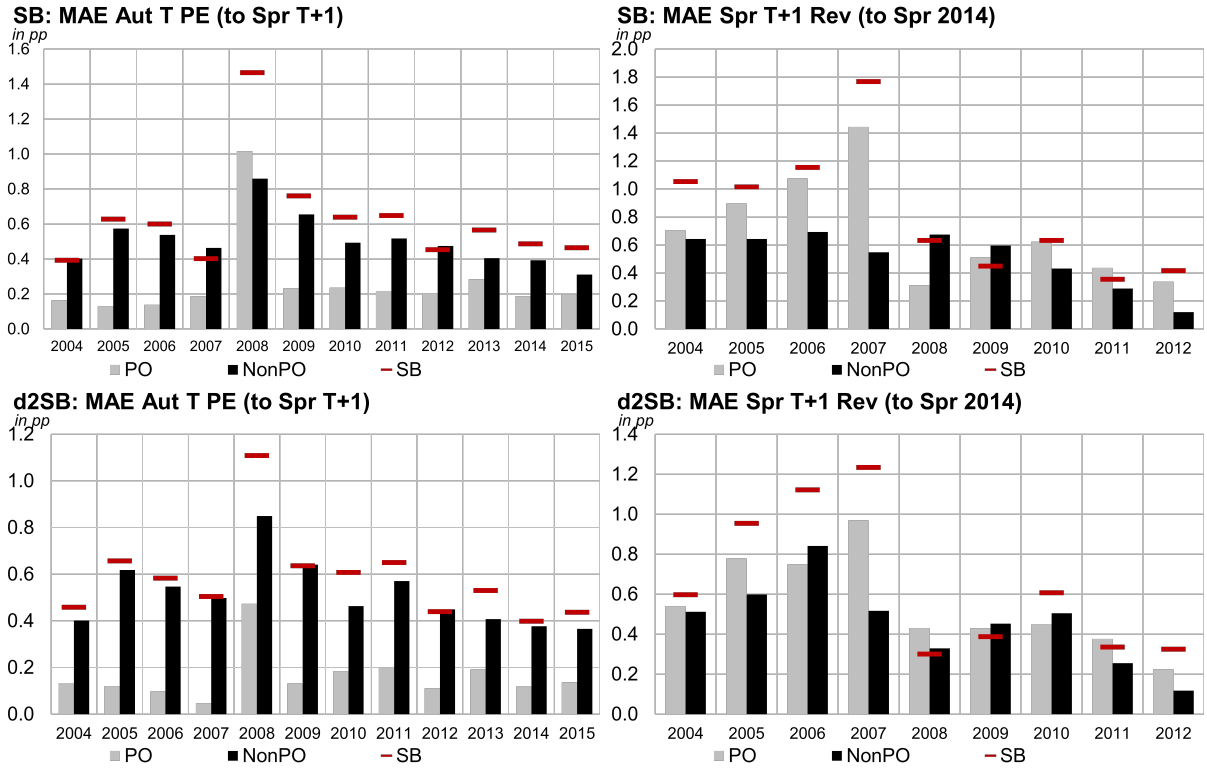 SB: MAE Aut T PE (to Spr T+1)
in pp
1.6
1.4
1.2
1.0
0.8
0.6
0.4
0.2
0.0
2004 2005 2006 2007 2008 2009 2010 2011 2012 2013 2014 2015
PO NonPO SB
SB: MAE Spr T+1 Rev (to Spr 2014)
in pp
2.0
1.8
1.6
1.4
1.2
1.0
0.8
0.6
0.4
0.2
0.0
2004 2005 2006 2007 2008 2009 2010 2011 2012
PO NonPO SB
d2SB: MAE Aut T PE (to Spr T+1)
in pp
1.2
1.0
0.8
0.6
0.4
0.2
0.0
2004 2005 2006 2007 2008 2009 2010 2011 2012 2013 2014 2015
PO NonPO SB
d2SB: MAE Spr T+1 Rev (to Spr 2014)
in pp
1.4
1.2
1.0
0.8
0.6
0.4
0.2
0.0
2004 2005 2006 2007 2008 2009 2010 2011 2012
PO NonPO SB